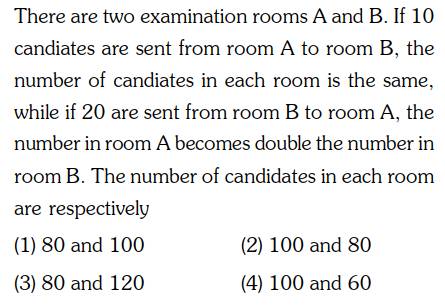 There are two examination rooms A and B. If 10
candiates are sent from room A to room B, the
number of candiates in each room is the same,
while if 20 are sent from room B to room A, the
number in room A becomes double the number in
room B. The number of candidates in each room
are respectively
(1) 80 and 100 (2) 100 and 80
(3) 80 and 120 (4) 100 and 60